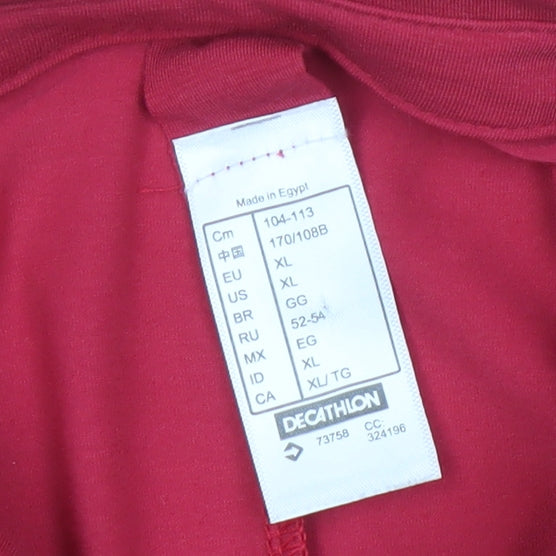 Made in Egypt
Cm 104-113
中国 170/108B
EU XL
US XL
BR GG
RU 52-54
MX EG
ID XL
CA XL/ TG
DECATHLON
73758 CC: 324196